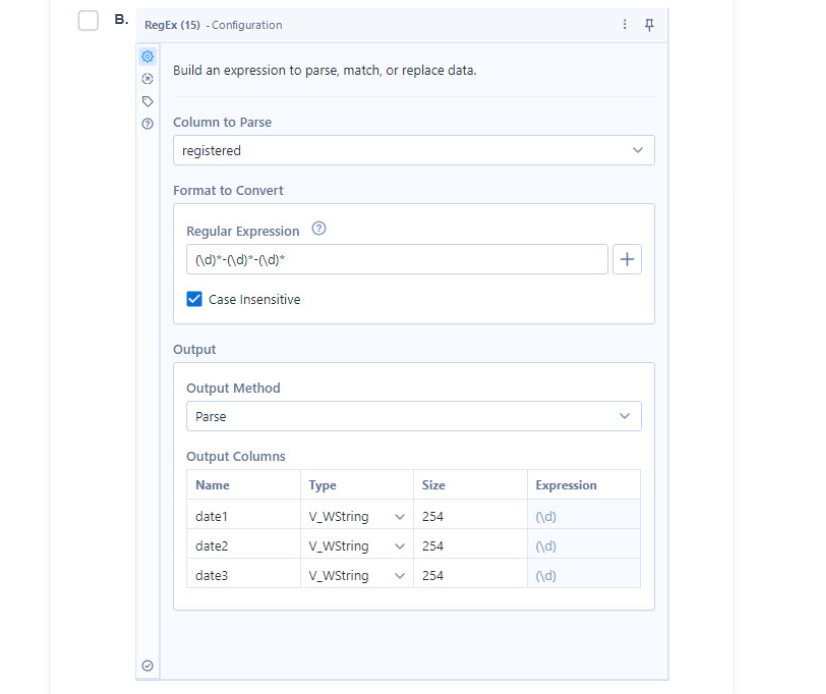 B.
RegEx (15) - Configuration
Build an expression to parse, match, or replace data.
Column to Parse
registered
Format to Convert
Regular Expression
(\d)*-(\d)*-(\d)*
Case Insensitive
Output
Output Method
Parse
Output Columns
Name Type Size Expression
date1 V_WString 254 (\d)
date2 V_WString 254 (\d)
date3 V_WString 254 (\d)